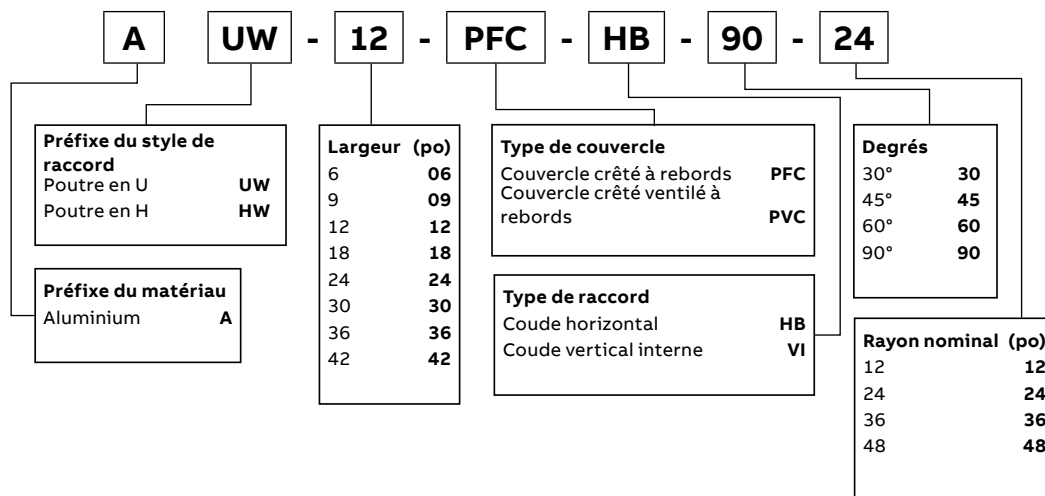 A UW - 12 - PFC - HB - 90 - 24
Préfixe du style de
raccord
Poutre en U UW
Poutre en H HW
Préfixe du matériau
Aluminium A
Largeur (po)
6 06
9 09
12 12
18 18
24 24
30 30
36 36
42 42
Type de couvercle
Couvercle crêté à rebords PFC
Couvercle crêté ventilé à
rebords PVC
Type de raccord
Coude horizontal HB
Coude vertical interne VI
Degrés
30° 30
45° 45
60° 60
90° 90
Rayon nominal (po)
12 12
24 24
36 36
48 48